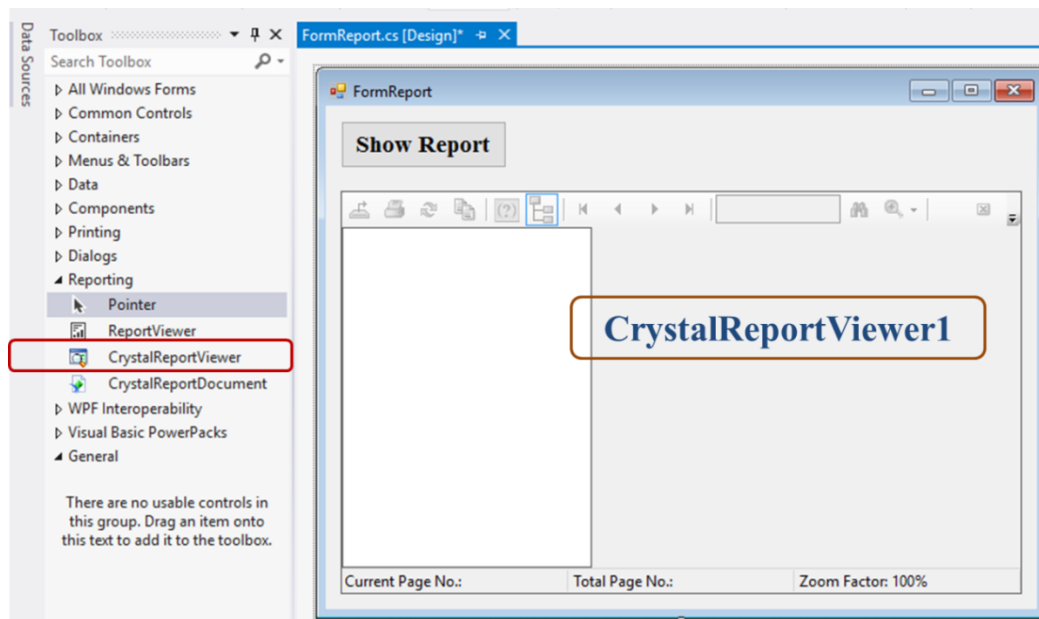 Data Sources
Toolbox
Search Toolbox
All Windows Forms
Common Controls
Containers
Menus & Toolbars
Data
Components
Printing
Dialogs
Reporting
Pointer
ReportViewer
CrystalReportViewer
CrystalReportDocument
WPF Interoperability
Visual Basic PowerPacks
General
There are no usable controls in
this group. Drag an item onto
this text to add it to the toolbox.
FormReport.cs [Design]*
FormReport
Show Report
(?)
CrystalReportViewer1
Current Page No.:
Total Page No.:
Zoom Factor: 100%